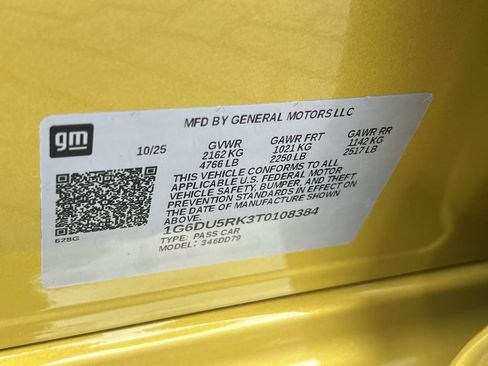 MFD BY GENERAL MOTORS LLC
gm
10/25 GVWR GAWR FRT GAWR RR
2162 KG 1021 KG 1142 KG
4766 LB 2250 LB 2517 LB
THIS VEHICLE CONFORMS TO ALL
APPLICABLE U.S. FEDERAL MOTOR
VEHICLE SAFETY, BUMPER, AND THEFT
PREVENTION STANDARDS IN EFFECT ON
THE DATE OF MANUFACTURE SHOWN
ABOVE.
1G6DU5RK3T0108384
TYPE: PASS CAR
MODEL: 346DD79
628G